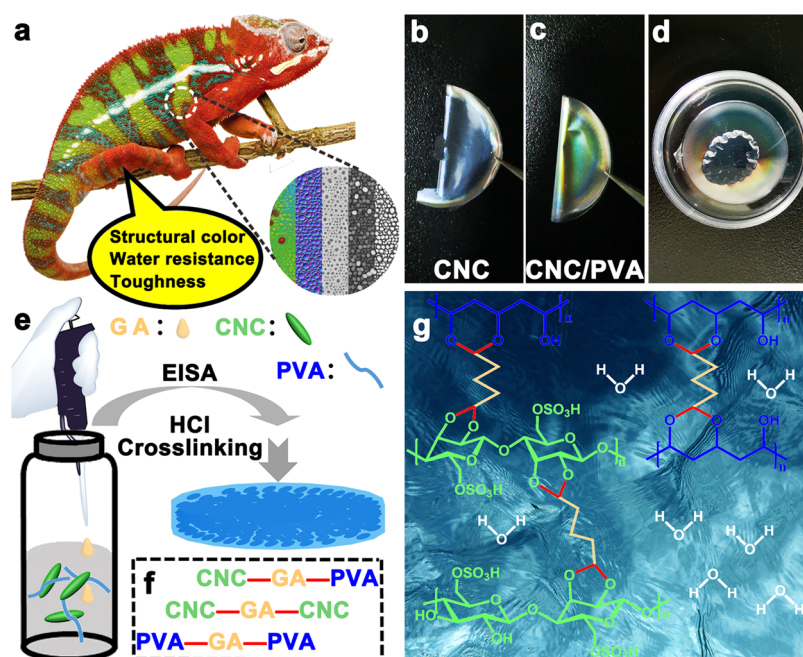 a
Structural color
Water resistance
Toughness
b
CNC
c
CNC/PVA
d
e
GA:
CNC:
PVA:
EISA
HCl
Crosslinking
f
CNC—GA—PVA
CNC—GA—CNC
PVA—GA—PVA
g
n
O O OH
n
O O OH
H H
O
H H
O
O O
OSO₃H
O O
O
n
O
OSO₃H
O O
O O
OH
n
H H
O
H H
O
H H
O
H H
O
H H
O
OSO₃H
O O
O
HO
OH
O
O
n
OSO₃H